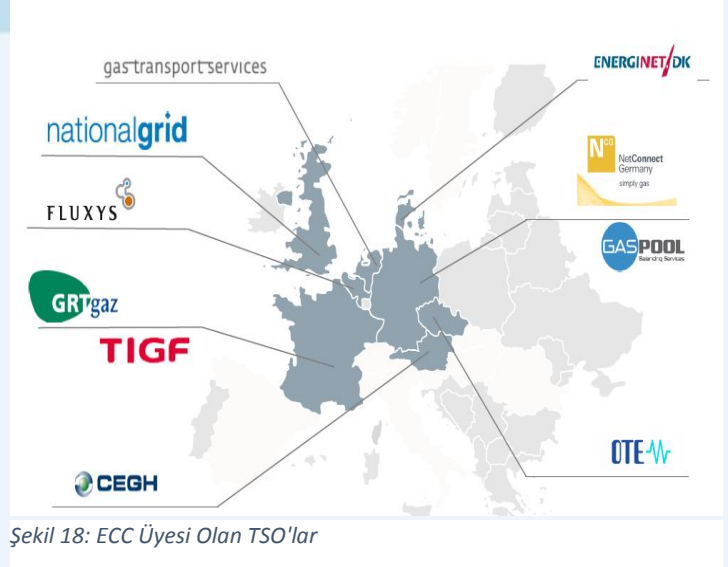 gas transport services
ENERGINET/DK
nationalgrid
NCG
NetConnect
Germany
simply gas
FLUXYS
GASPOOL
Balancing Services
GRTgaz
TIGF
OTE
CEGH
Şekil 18: ECC Üyesi Olan TSO'lar